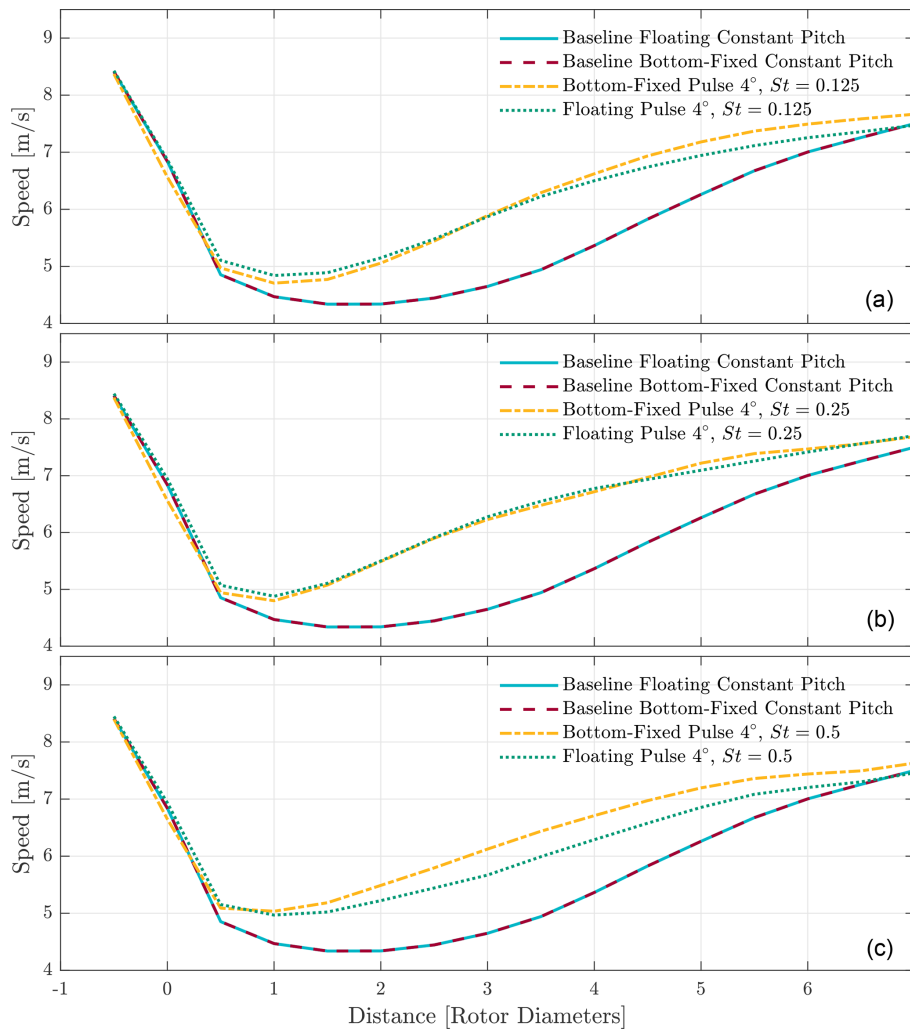 9
8
7
6
5
4
Speed [m/s]
Baseline Floating Constant Pitch
Baseline Bottom-Fixed Constant Pitch
Bottom-Fixed Pulse 4°, St = 0.125
Floating Pulse 4°, St = 0.125
(a)
9
8
7
6
5
4
Speed [m/s]
Baseline Floating Constant Pitch
Baseline Bottom-Fixed Constant Pitch
Bottom-Fixed Pulse 4°, St = 0.25
Floating Pulse 4°, St = 0.25
(b)
9
8
7
6
5
4
Speed [m/s]
Baseline Floating Constant Pitch
Baseline Bottom-Fixed Constant Pitch
Bottom-Fixed Pulse 4°, St = 0.5
Floating Pulse 4°, St = 0.5
(c)
-1 0 1 2 3 4 5 6
Distance [Rotor Diameters]